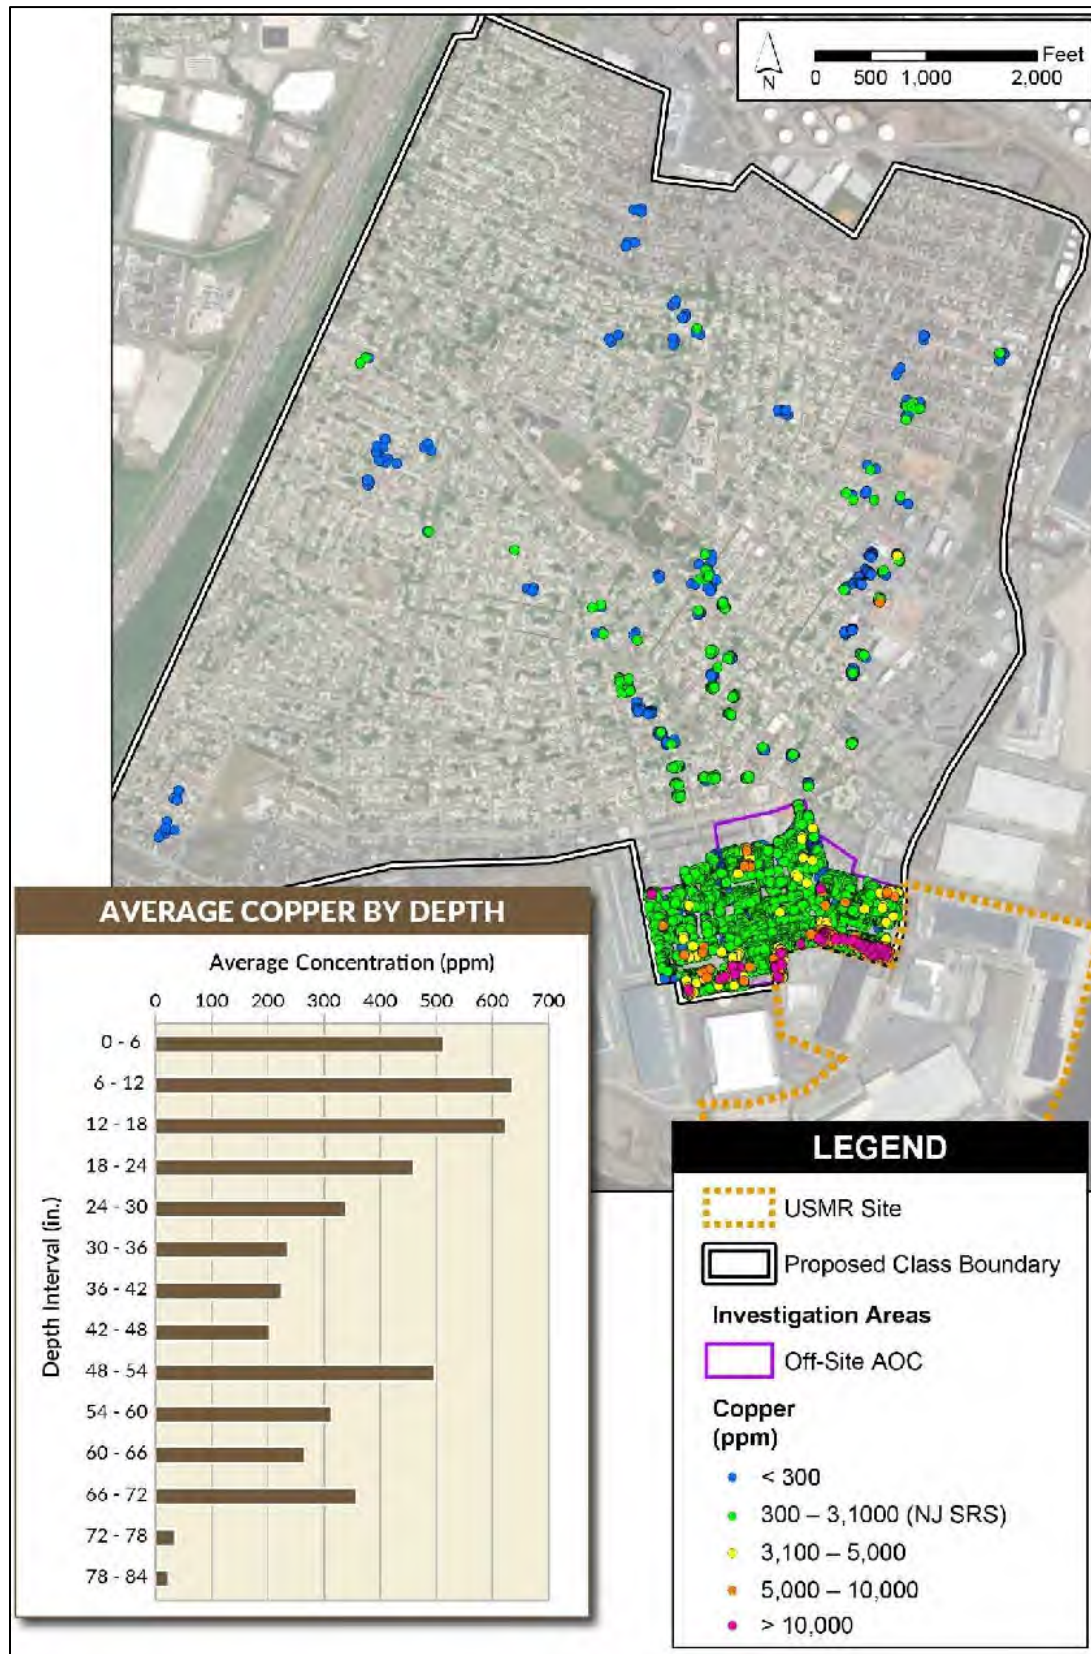 Feet
0 500 1,000 2,000
N
AVERAGE COPPER BY DEPTH
Average Concentration (ppm)
0 100 200 300 400 500 600 700
Depth Interval (in.)
0 - 6
6 - 12
12 - 18
18 - 24
24 - 30
30 - 36
36 - 42
42 - 48
48 - 54
54 - 60
60 - 66
66 - 72
72 - 78
78 - 84
LEGEND
USMR Site
Proposed Class Boundary
Investigation Areas
Off-Site AOC
Copper
(ppm)
< 300
300 – 3,1000 (NJ SRS)
3,100 – 5,000
5,000 – 10,000
> 10,000